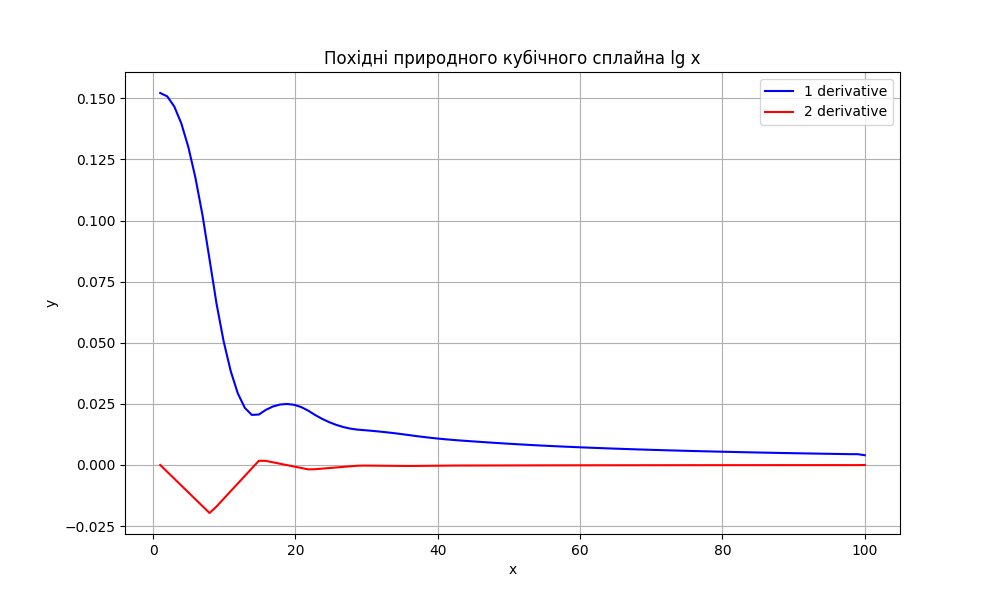 Похідні природного кубічного сплайна lg x
1 derivative
2 derivative
0.150
0.125
0.100
0.075
0.050
0.025
0.000
−0.025
y
0 20 40 60 80 100
x